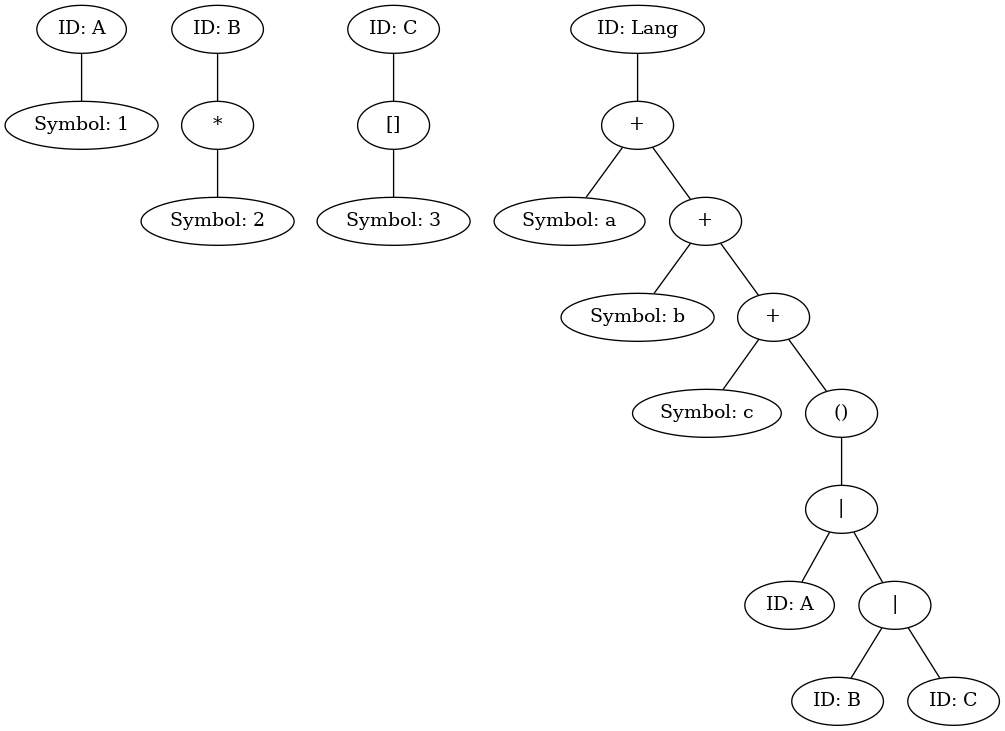 ID: A ID: B ID: C ID: Lang
Symbol: 1 * [] +
Symbol: 2 Symbol: 3 Symbol: a +
Symbol: b +
Symbol: c ()
|
ID: A |
ID: B ID: C